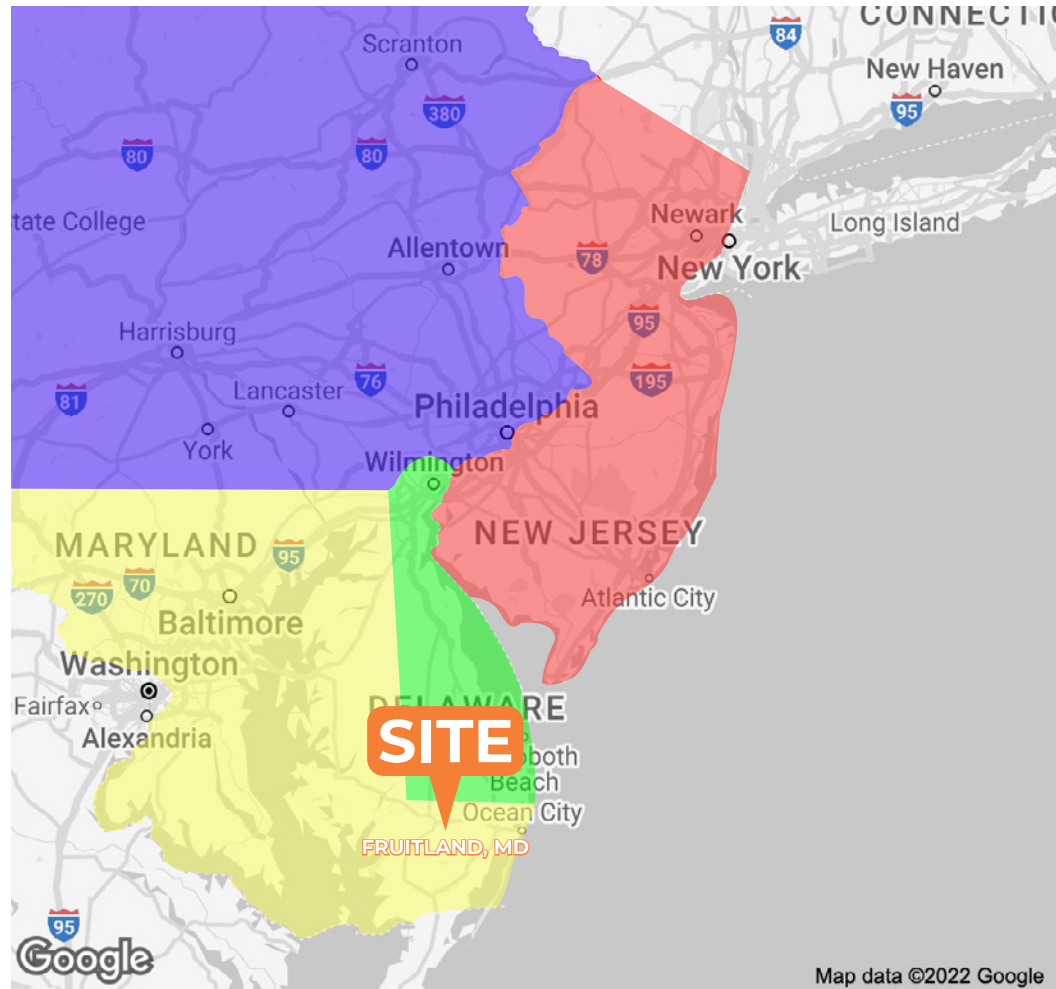 CONNECTIC
Scranton
84
New Haven
380
95
80
80
tate College
Newark
Long Island
Allentown
78
New York
Harrisburg
95
76
195
Lancaster
81
Philadelphia
York
Wilmington
MARYLAND
95
NEW JERSEY
70
270
Atlantic City
Baltimore
Washington
Fairfax
DELAWARE
Alexandria
SITE
oboth
Beach
Ocean City
FRUITLAND, MD
95
Google
Map data ©2022 Google